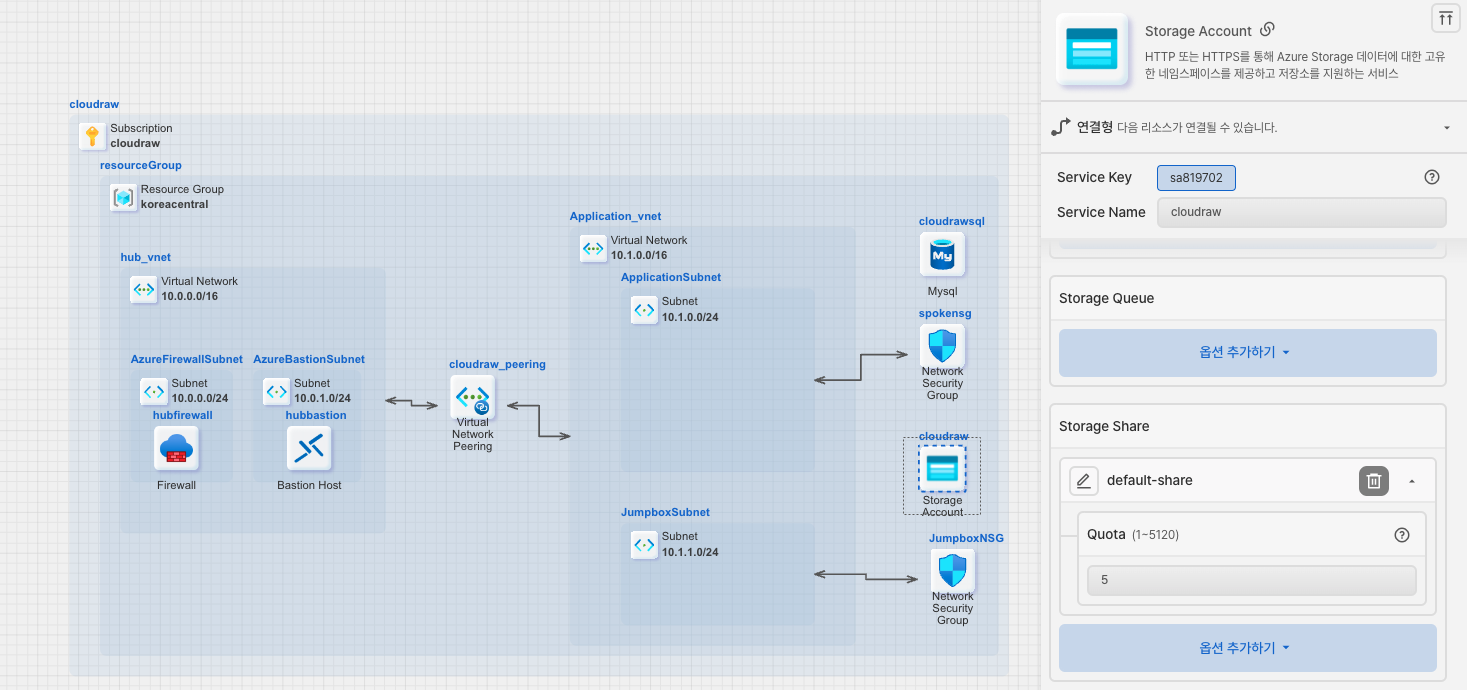 cloudraw
Subscription
cloudraw
resourceGroup
Resource Group
koreacentral
hub_vnet
Virtual Network
10.0.0.0/16
AzureFirewallSubnet
Subnet
10.0.0.0/24
hubfirewall
Firewall
AzureBastionSubnet
Subnet
10.0.1.0/24
hubbastion
Bastion Host
cloudraw_peering
Virtual
Network
Peering
Application_vnet
Virtual Network
10.1.0.0/16
ApplicationSubnet
Subnet
10.1.0.0/24
JumpboxSubnet
Subnet
10.1.1.0/24
cloudrawsql
My
Mysql
spokensg
Network
Security
Group
cloudraw
Storage
Account
JumpboxNSG
Network
Security
Group
Storage Account
HTTP 또는 HTTPS를 통해 Azure Storage 데이터에 대한 고유
한 네임스페이스를 제공하고 저장소를 지원하는 서비스
연결형 다음 리소스가 연결될 수 있습니다.
Service Key sa819702
Service Name cloudraw
Storage Queue
옵션 추가하기
Storage Share
default-share
Quota (1~5120)
5
옵션 추가하기